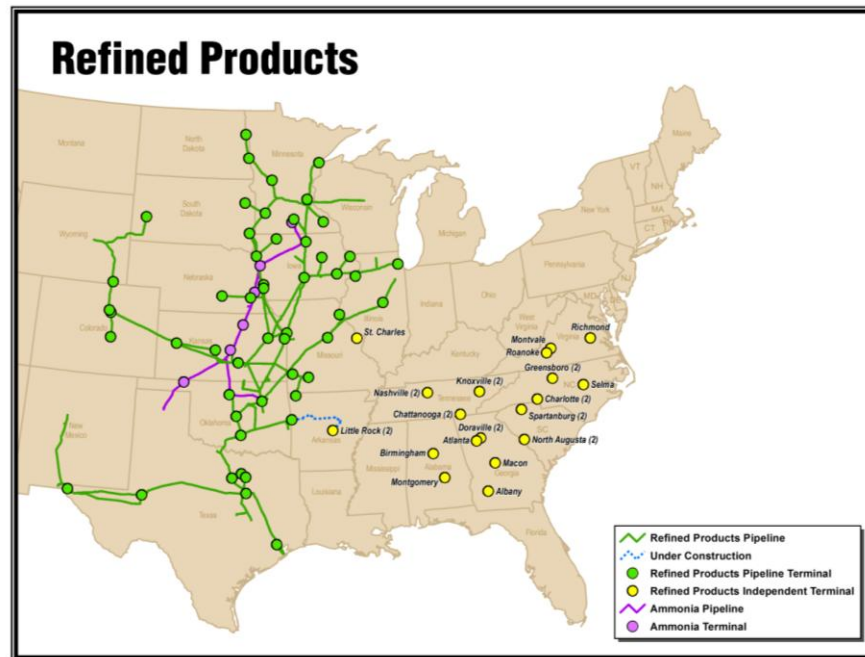 Refined Products
Maine
Montana
North
Dakota
Minnesota
VT
NH
MA
CT
RI
New York
South
Dakota
Wisconsin
Michigan
Wyoming
Iowa
Pennsylvania
NJ
Nebraska
Illinois
Indiana
Ohio
MD
DE
West
Virginia
Virginia
Richmond
St. Charles
Montvale
Roanoke
Colorado
Kansas
Missouri
Kentucky
Greensboro (2)
Knoxville (2)
NC
Selma
Nashville (2)
Tennessee
Charlotte (2)
Chattanooga (2)
Spartanburg (2)
New
Mexico
Oklahoma
Little Rock (2)
Arkansas
Doraville (2)
Atlanta
SC
North Augusta (2)
Birmingham
Mississippi
Alabama
Georgia
Macon
Montgomery
Albany
Texas
Louisiana
Florida
Refined Products Pipeline
Under Construction
Refined Products Pipeline Terminal
Refined Products Independent Terminal
Ammonia Pipeline
Ammonia Terminal